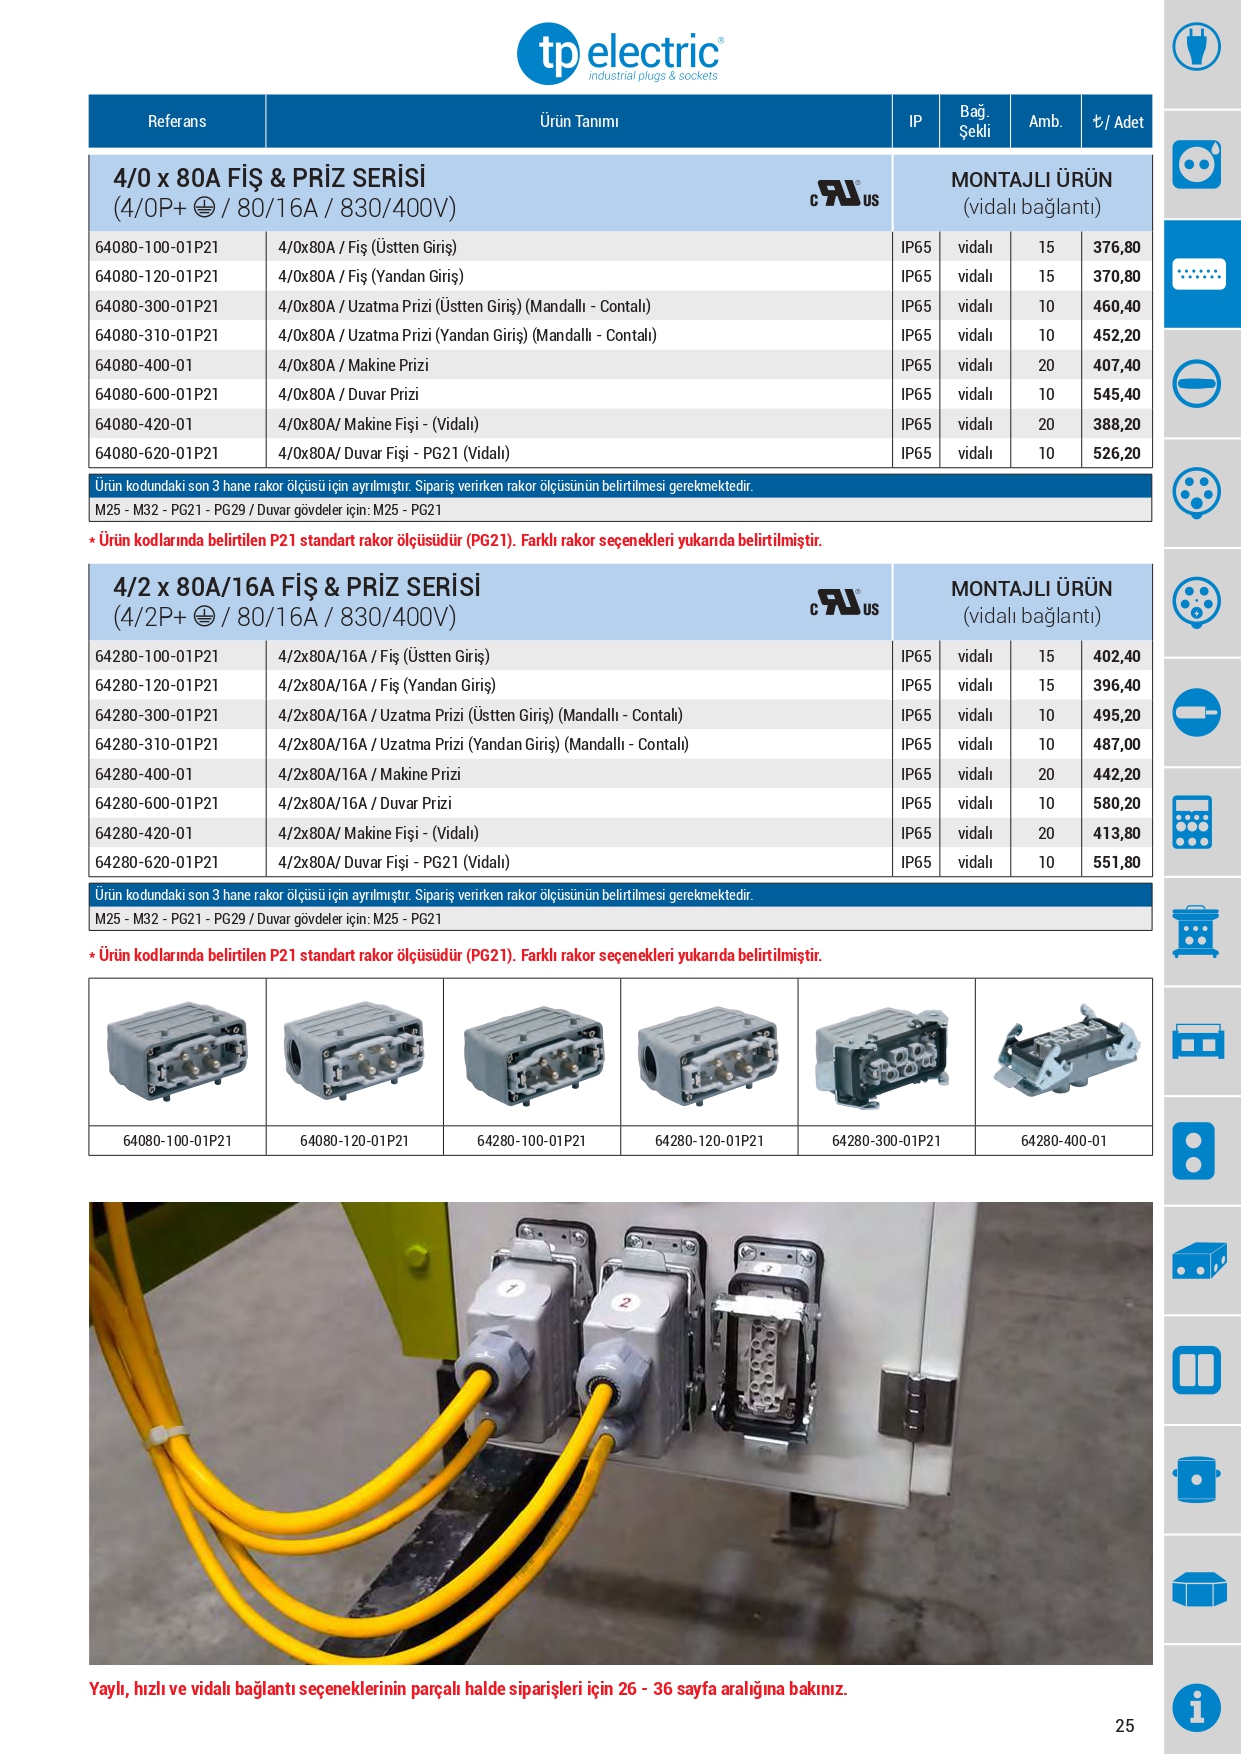 tp electric®
industrial plugs & sockets
Referans Ürün Tanımı IP Bağ. Şekli Amb. ₺/ Adet
4/0 x 80A FİŞ & PRİZ SERİSİ
(4/0P+ ⏚ / 80/16A / 830/400V)
c RU® US
MONTAJLI ÜRÜN
(vidalı bağlantı)
64080-100-01P21 4/0x80A / Fiş (Üstten Giriş) IP65 vidalı 15 376,80
64080-120-01P21 4/0x80A / Fiş (Yandan Giriş) IP65 vidalı 15 370,80
64080-300-01P21 4/0x80A / Uzatma Prizi (Üstten Giriş) (Mandallı - Contalı) IP65 vidalı 10 460,40
64080-310-01P21 4/0x80A / Uzatma Prizi (Yandan Giriş) (Mandallı - Contalı) IP65 vidalı 10 452,20
64080-400-01 4/0x80A / Makine Prizi IP65 vidalı 20 407,40
64080-600-01P21 4/0x80A / Duvar Prizi IP65 vidalı 10 545,40
64080-420-01 4/0x80A/ Makine Fişi - (Vidalı) IP65 vidalı 20 388,20
64080-620-01P21 4/0x80A/ Duvar Fişi - PG21 (Vidalı) IP65 vidalı 10 526,20
Ürün kodundaki son 3 hane rakor ölçüsü için ayrılmıştır. Sipariş verirken rakor ölçüsünün belirtilmesi gerekmektedir.
M25 - M32 - PG21 - PG29 / Duvar gövdeler için: M25 - PG21
* Ürün kodlarında belirtilen P21 standart rakor ölçüsüdür (PG21). Farklı rakor seçenekleri yukarıda belirtilmiştir.
4/2 x 80A/16A FİŞ & PRİZ SERİSİ
(4/2P+ ⏚ / 80/16A / 830/400V)
c RU® US
MONTAJLI ÜRÜN
(vidalı bağlantı)
64280-100-01P21 4/2x80A/16A / Fiş (Üstten Giriş) IP65 vidalı 15 402,40
64280-120-01P21 4/2x80A/16A / Fiş (Yandan Giriş) IP65 vidalı 15 396,40
64280-300-01P21 4/2x80A/16A / Uzatma Prizi (Üstten Giriş) (Mandallı - Contalı) IP65 vidalı 10 495,20
64280-310-01P21 4/2x80A/16A / Uzatma Prizi (Yandan Giriş) (Mandallı - Contalı) IP65 vidalı 10 487,00
64280-400-01 4/2x80A/16A / Makine Prizi IP65 vidalı 20 442,20
64280-600-01P21 4/2x80A/16A / Duvar Prizi IP65 vidalı 10 580,20
64280-420-01 4/2x80A/ Makine Fişi - (Vidalı) IP65 vidalı 20 413,80
64280-620-01P21 4/2x80A/ Duvar Fişi - PG21 (Vidalı) IP65 vidalı 10 551,80
Ürün kodundaki son 3 hane rakor ölçüsü için ayrılmıştır. Sipariş verirken rakor ölçüsünün belirtilmesi gerekmektedir.
M25 - M32 - PG21 - PG29 / Duvar gövdeler için: M25 - PG21
* Ürün kodlarında belirtilen P21 standart rakor ölçüsüdür (PG21). Farklı rakor seçenekleri yukarıda belirtilmiştir.
64080-100-01P21 64080-120-01P21 64280-100-01P21 64280-120-01P21 64280-300-01P21 64280-400-01
1 2 3
Yaylı, hızlı ve vidalı bağlantı seçeneklerinin parçalı halde siparişleri için 26 - 36 sayfa aralığına bakınız.
25